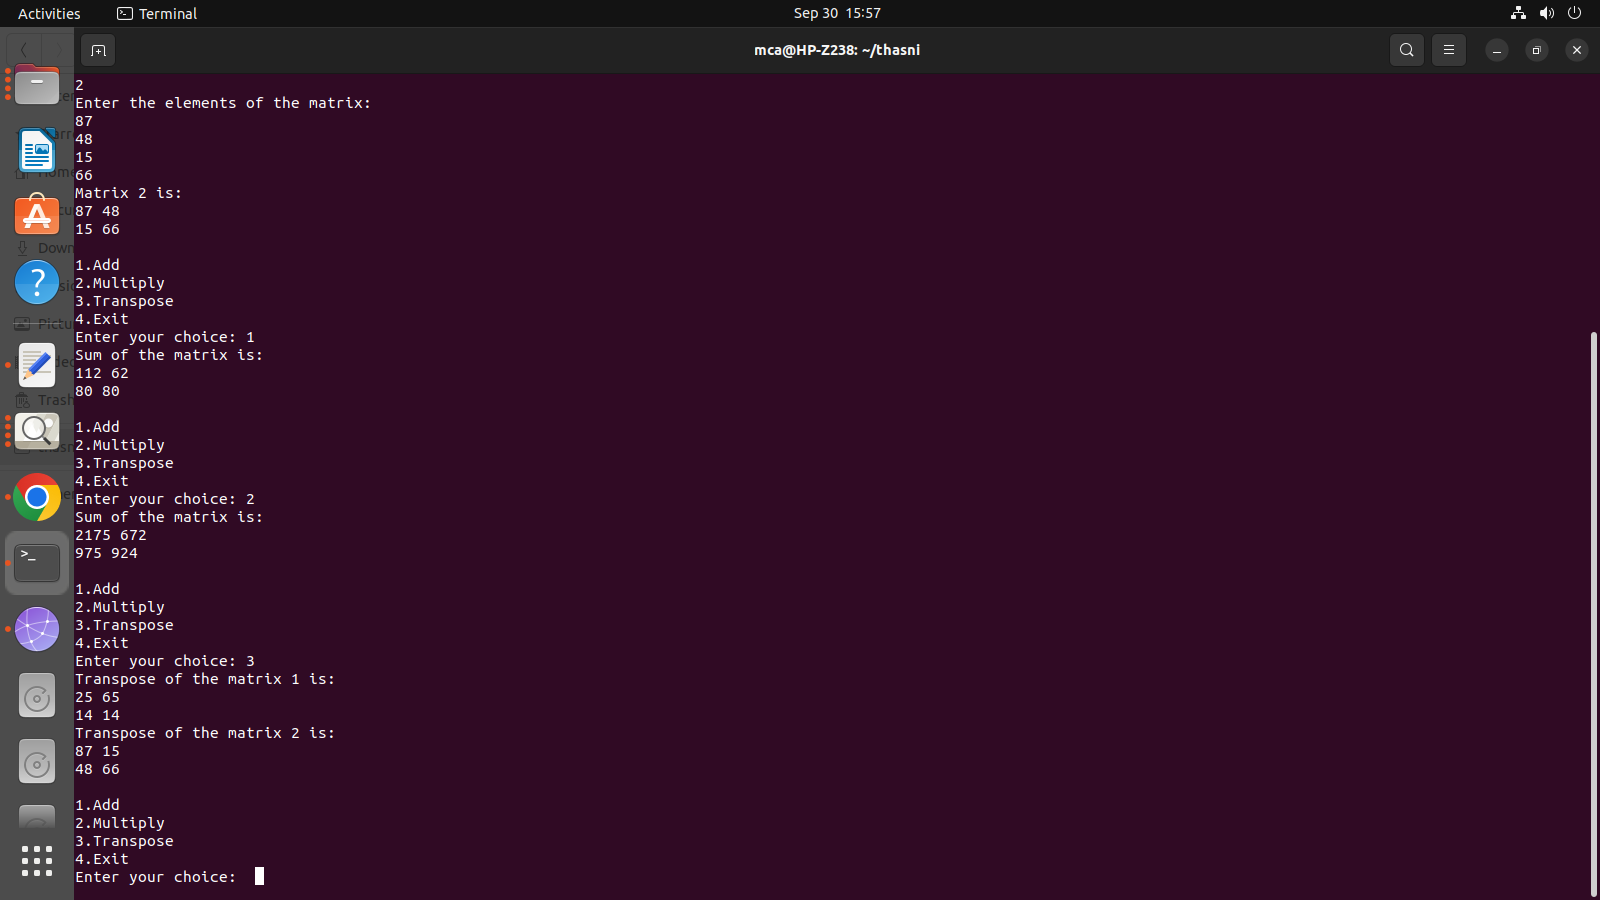 Activities
Terminal
Sep 30 15:57
mca@HP-Z238: ~/thasni
2
Enter the elements of the matrix:
87
48
15
66
Matrix 2 is:
87 48
15 66
1.Add
2.Multiply
3.Transpose
4.Exit
Enter your choice: 1
Sum of the matrix is:
112 62
80 80
1.Add
2.Multiply
3.Transpose
4.Exit
Enter your choice: 2
Sum of the matrix is:
2175 672
975 924
1.Add
2.Multiply
3.Transpose
4.Exit
Enter your choice: 3
Transpose of the matrix 1 is:
25 65
14 14
Transpose of the matrix 2 is:
87 15
48 66
1.Add
2.Multiply
3.Transpose
4.Exit
Enter your choice:
Down
Pictu
Trash